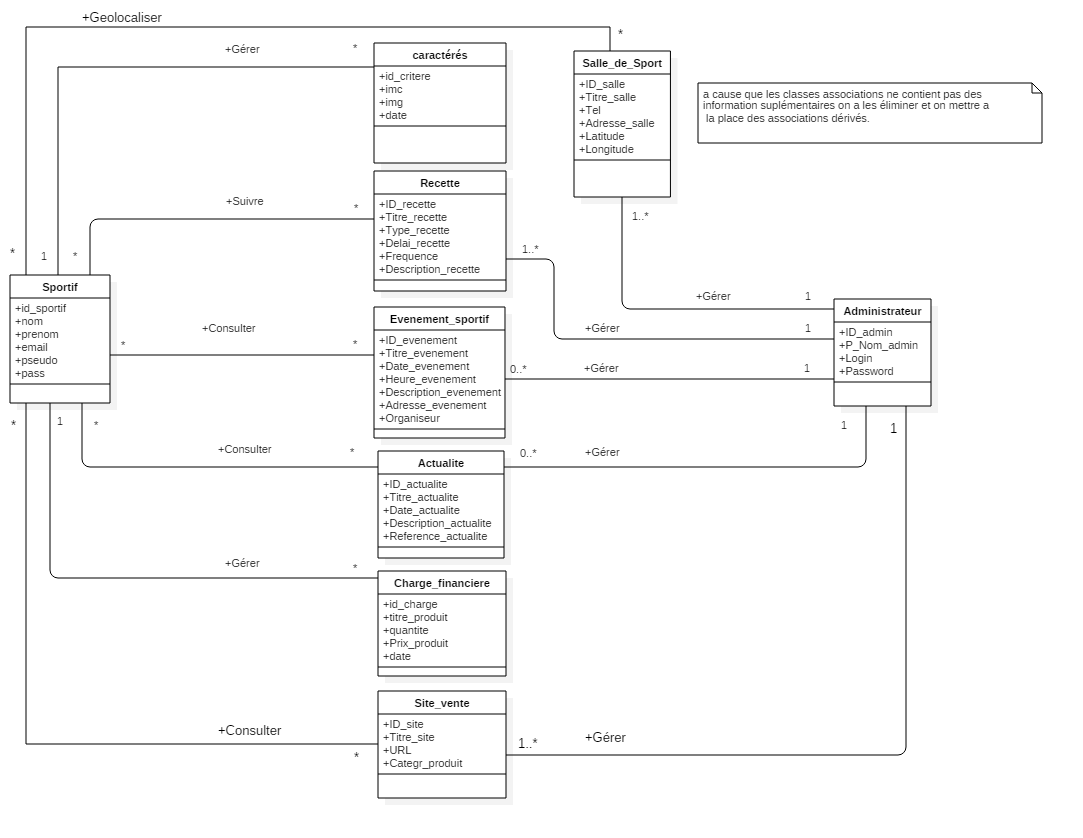 +Geolocaliser
*
+Gérer
*
caractérés
+id_critere
+imc
+img
+date
Salle_de_Sport
+ID_salle
+Titre_salle
+Tel
+Adresse_salle
+Latitude
+Longitude
a cause que les classes associations ne contient pas des
information suplémentaires on a les éliminer et on mettre a
la place des associations dérivés.
+Suivre
*
Recette
+ID_recette
+Titre_recette
+Type_recette
+Delai_recette
+Frequence
+Description_recette
1..*
1..*
*
1
*
Sportif
+id_sportif
+nom
+prenom
+email
+pseudo
+pass
+Gérer
1
+Gérer
1
+Gérer
1
0..*
Administrateur
+ID_admin
+P_Nom_admin
+Login
+Password
*
+Consulter
*
Evenement_sportif
+ID_evenement
+Titre_evenement
+Date_evenement
+Heure_evenement
+Description_evenement
+Adresse_evenement
+Organiseur
*
1
*
+Consulter
*
Actualite
+ID_actualite
+Titre_actualite
+Date_actualite
+Description_actualite
+Reference_actualite
0..*
+Gérer
1
1
+Gérer
*
Charge_financiere
+id_charge
+titre_produit
+quantite
+Prix_produit
+date
+Consulter
*
Site_vente
+ID_site
+Titre_site
+URL
+Categr_produit
1..*
+Gérer